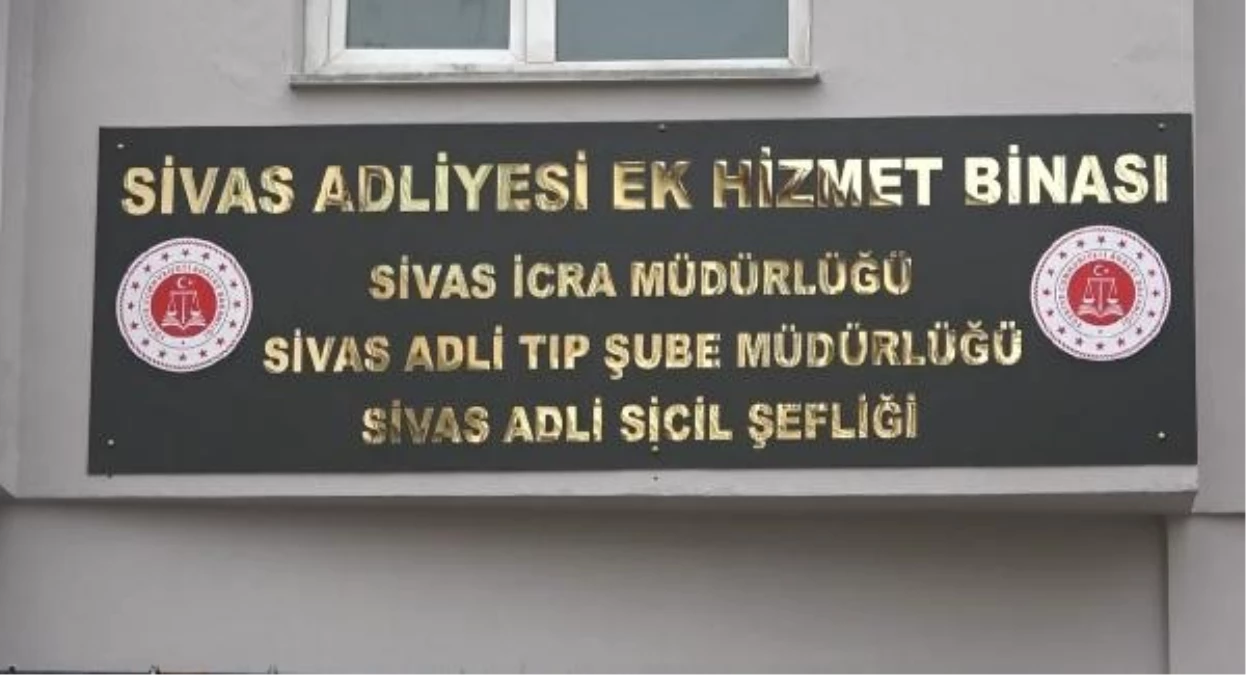 SİVAS ADLİYESİ EK HİZMET BİNASI
SİVAS İCRA MÜDÜRLÜĞÜ
SİVAS ADLİ TIP ŞUBE MÜDÜRLÜĞÜ
SİVAS ADLİ SİCİL ŞEFLİĞİ